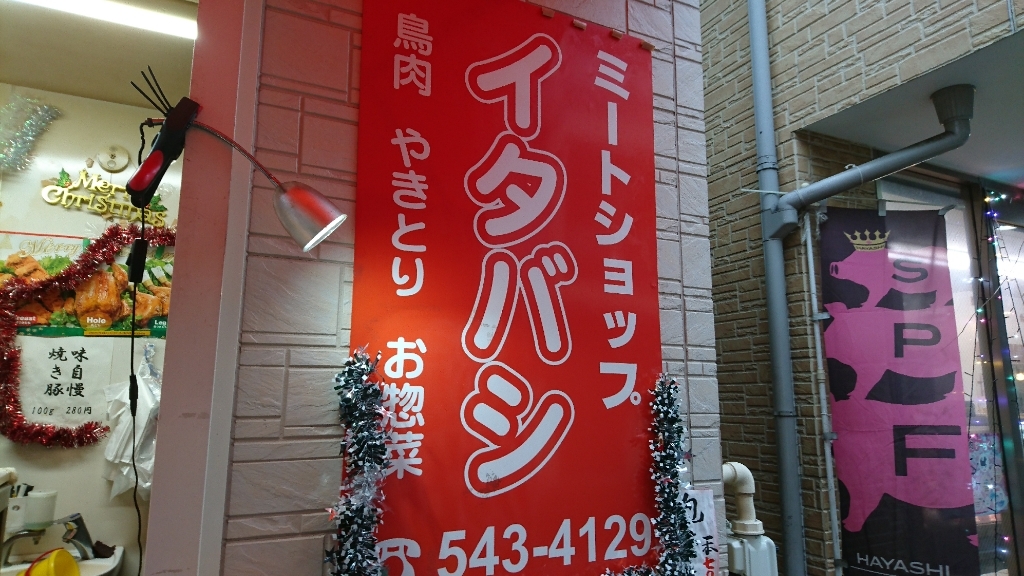 ミートショップ
イタバシ
鳥肉 やきとり お惣菜
543-4129
Merry
Christmas
Holo
味自慢
焼き豚
100g 280円
SPF
HAYASHI